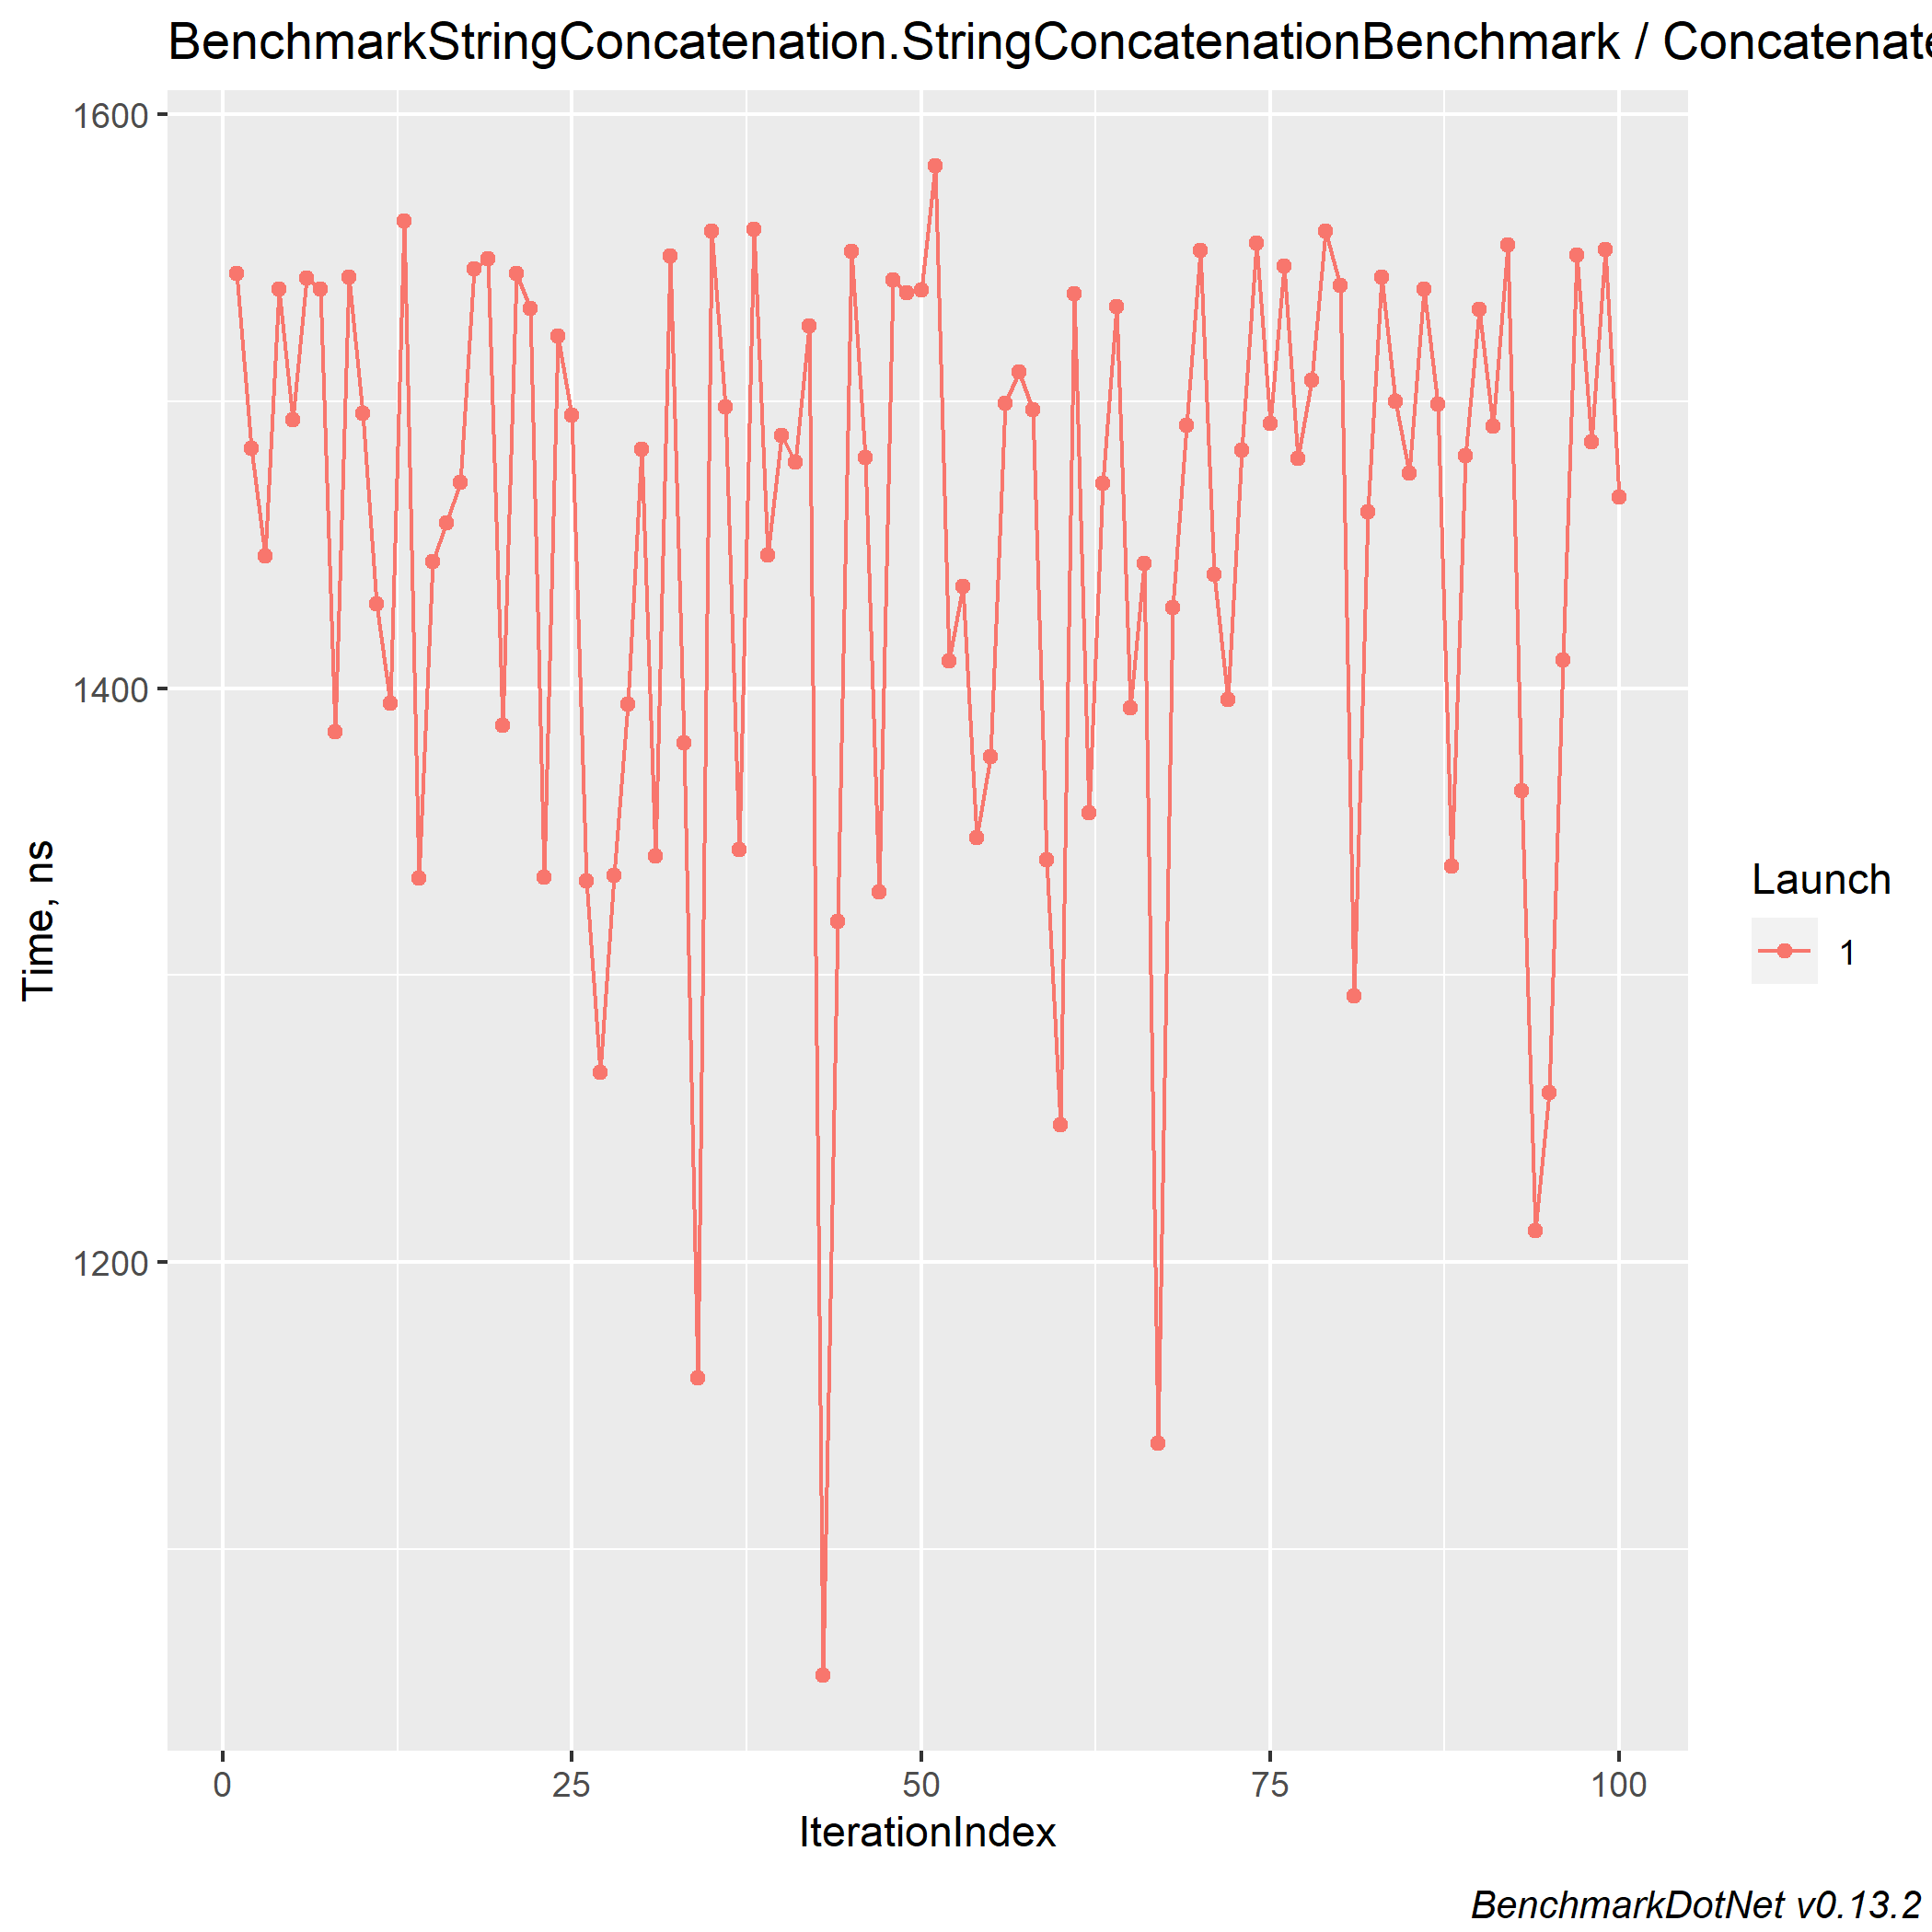 BenchmarkStringConcatenation.StringConcatenationBenchmark / Concatenate
1600
1400
1200
Time, ns
0 25 50 75 100
IterationIndex
Launch
1
BenchmarkDotNet v0.13.2